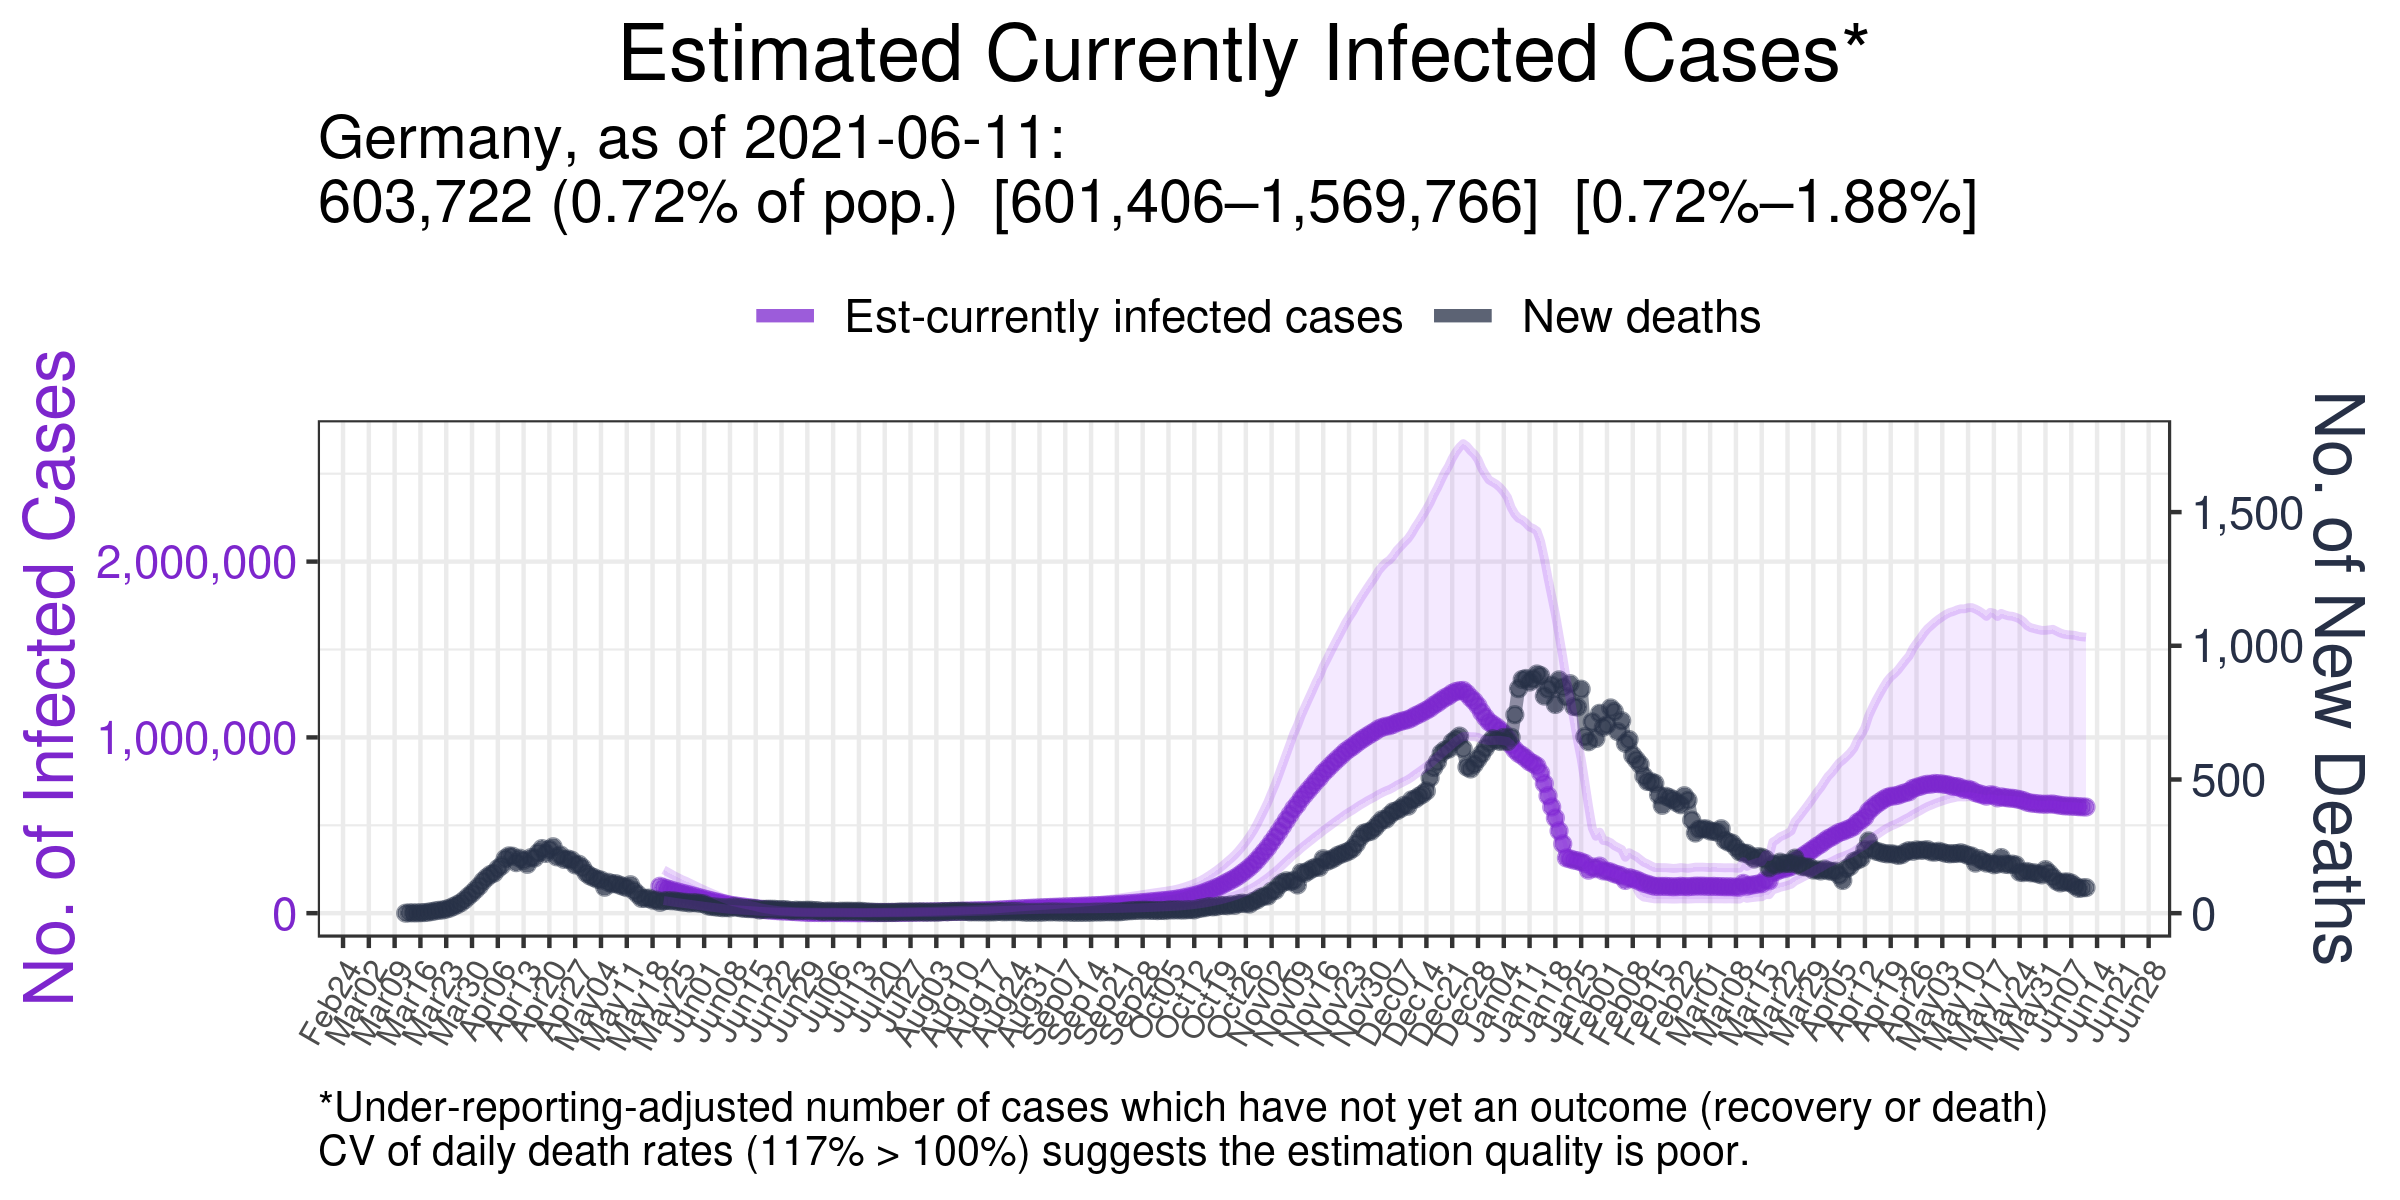 Estimated Currently Infected Cases*
Germany, as of 2021-06-11:
603,722 (0.72% of pop.) [601,406–1,569,766] [0.72%–1.88%]
Est-currently infected cases New deaths
No. of Infected Cases
2,000,000
1,000,000
0
1,500
1,000
500
0
No. of New Deaths
Feb24 Mar02 Mar09 Mar16 Mar23 Mar30 Apr06 Apr13 Apr20 Apr27 May04 May11 May18 May25 Jun01 Jun08 Jun15 Jun22 Jun29 Jul06 Jul13 Jul20 Jul27 Aug03 Aug10 Aug17 Aug24 Aug31 Sep07 Sep14 Sep21 Sep28 Oct05 Oct12 Oct19 Oct26 Nov02 Nov09 Nov16 Nov23 Nov30 Dec07 Dec14 Dec21 Dec28 Jan04 Jan11 Jan18 Jan25 Feb01 Feb08 Feb15 Feb22 Mar01 Mar08 Mar15 Mar22 Mar29 Apr05 Apr12 Apr19 Apr26 May03 May10 May17 May24 May31 Jun07 Jun14 Jun21 Jun28
*Under-reporting-adjusted number of cases which have not yet an outcome (recovery or death)
CV of daily death rates (117% > 100%) suggests the estimation quality is poor.